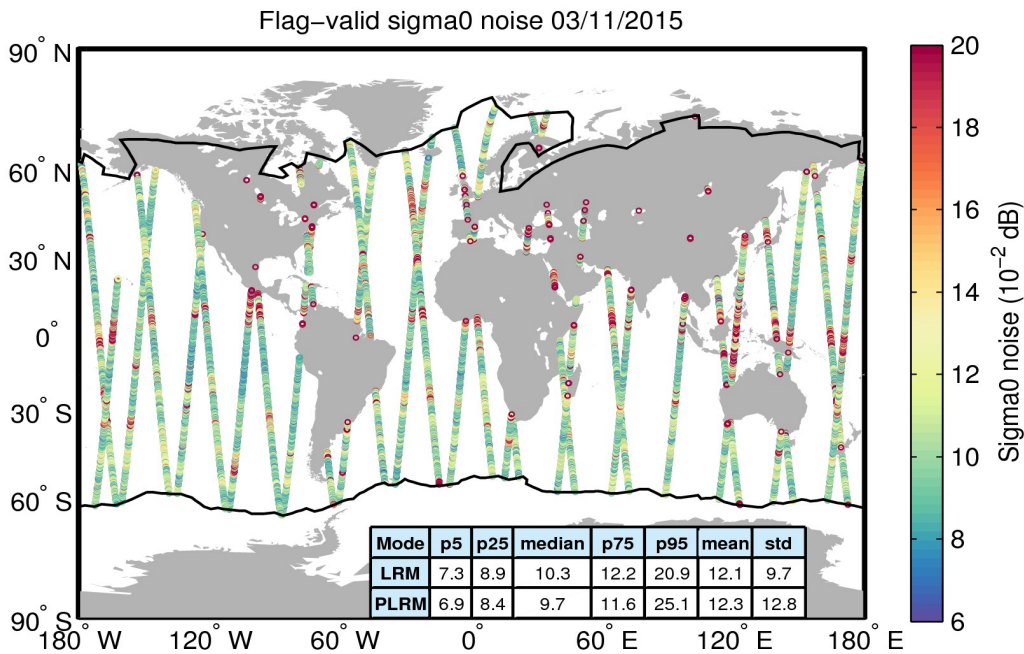 Flag−valid sigma0 noise 03/11/2015
90° N
60° N
30° N
0°
30° S
60° S
90° S
180° W
120° W
60° W
0°
60° E
120° E
180° E
20
18
16
14
12
10
8
6
Sigma0 noise (10⁻² dB)
Mode p5 p25 median p75 p95 mean std
LRM 7.3 8.9 10.3 12.2 20.9 12.1 9.7
PLRM 6.9 8.4 9.7 11.6 25.1 12.3 12.8